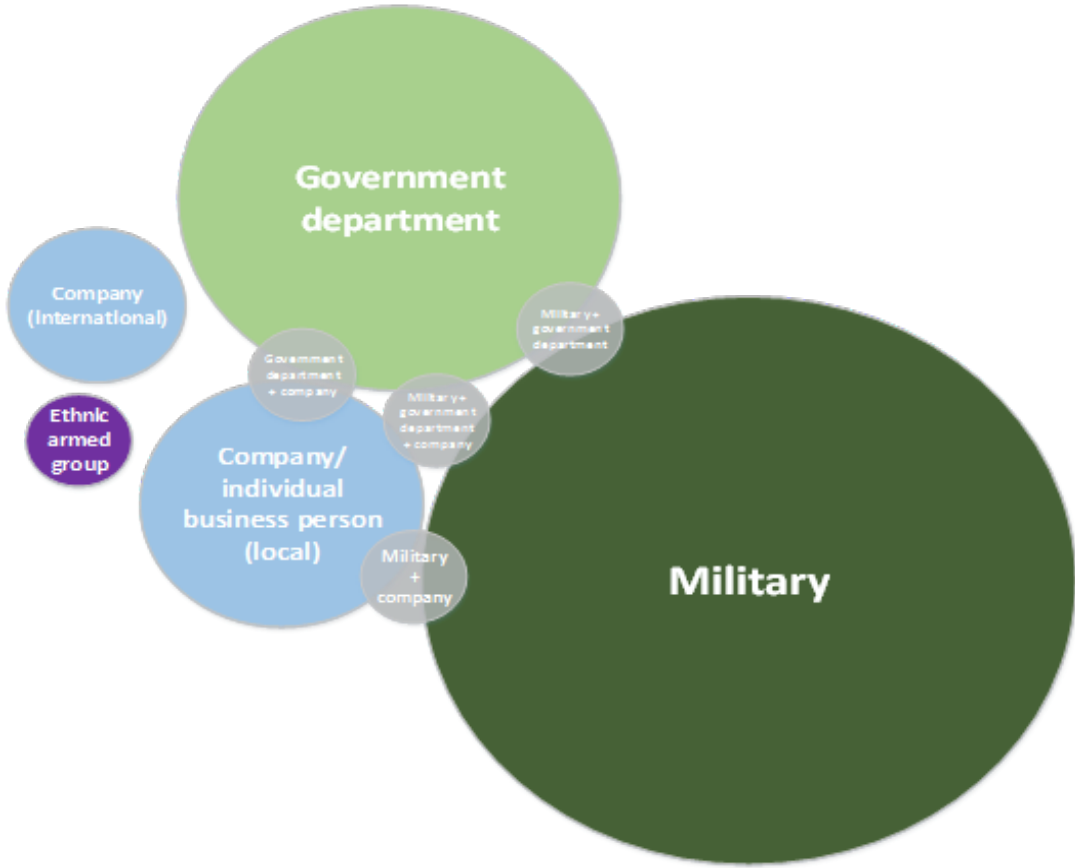 Government
department
Company
(International)
Military+
government
department
Government
department
+ company
Military+
government
department
+ company
Ethnic
armed
group
Company/
individual
business person
(local)
Military
+
company
Military